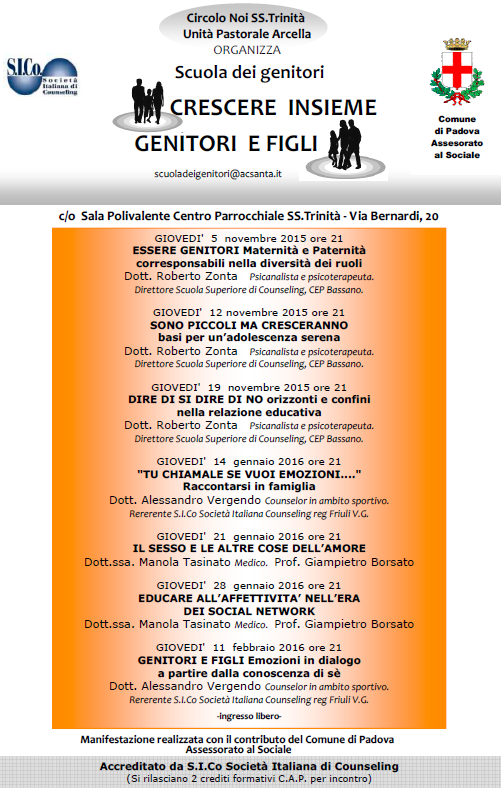 Circolo Noi SS.Trinità
Unità Pastorale Arcella
ORGANIZZA
S.I.Co
Società
Italiana di
Counseling
Scuola dei genitori
CRESCERE INSIEME
GENITORI E FIGLI
scuoladeigenitori@acsanta.it
Comune
di Padova
Assesorato
al Sociale
c/o Sala Polivalente Centro Parrocchiale SS.Trinità - Via Bernardi, 20
GIOVEDI' 5 novembre 2015 ore 21
ESSERE GENITORI Maternità e Paternità
corresponsabili nella diversità dei ruoli
Dott. Roberto Zonta Psicanalista e psicoterapeuta.
Direttore Scuola Superiore di Counseling, CEP Bassano.
GIOVEDI' 12 novembre 2015 ore 21
SONO PICCOLI MA CRESCERANNO
basi per un'adolescenza serena
Dott. Roberto Zonta Psicanalista e psicoterapeuta.
Direttore Scuola Superiore di Counseling, CEP Bassano.
GIOVEDI' 19 novembre 2015 ore 21
DIRE DI SI DIRE DI NO orizzonti e confini
nella relazione educativa
Dott. Roberto Zonta Psicanalista e psicoterapeuta.
Direttore Scuola Superiore di Counseling, CEP Bassano.
GIOVEDI' 14 gennaio 2016 ore 21
"TU CHIAMALE SE VUOI EMOZIONI...."
Raccontarsi in famiglia
Dott. Alessandro Vergendo Counselor in ambito sportivo.
Rererente S.I.Co Società Italiana Counseling reg Friuli V.G.
GIOVEDI' 21 gennaio 2016 ore 21
IL SESSO E LE ALTRE COSE DELL'AMORE
Dott.ssa. Manola Tasinato Medico. Prof. Giampietro Borsato
GIOVEDI' 28 gennaio 2016 ore 21
EDUCARE ALL'AFFETTIVITA' NELL'ERA
DEI SOCIAL NETWORK
Dott.ssa. Manola Tasinato Medico. Prof. Giampietro Borsato
GIOVEDI' 11 febbraio 2016 ore 21
GENITORI E FIGLI Emozioni in dialogo
a partire dalla conoscenza di sè
Dott. Alessandro Vergendo Counselor in ambito sportivo.
Rererente S.I.Co Società Italiana Counseling reg Friuli V.G.
-ingresso libero-
Manifestazione realizzata con il contributo del Comune di Padova
Assessorato al Sociale
Accreditato da S.I.Co Società Italiana di Counseling
(Si rilasciano 2 crediti formativi C.A.P. per incontro)